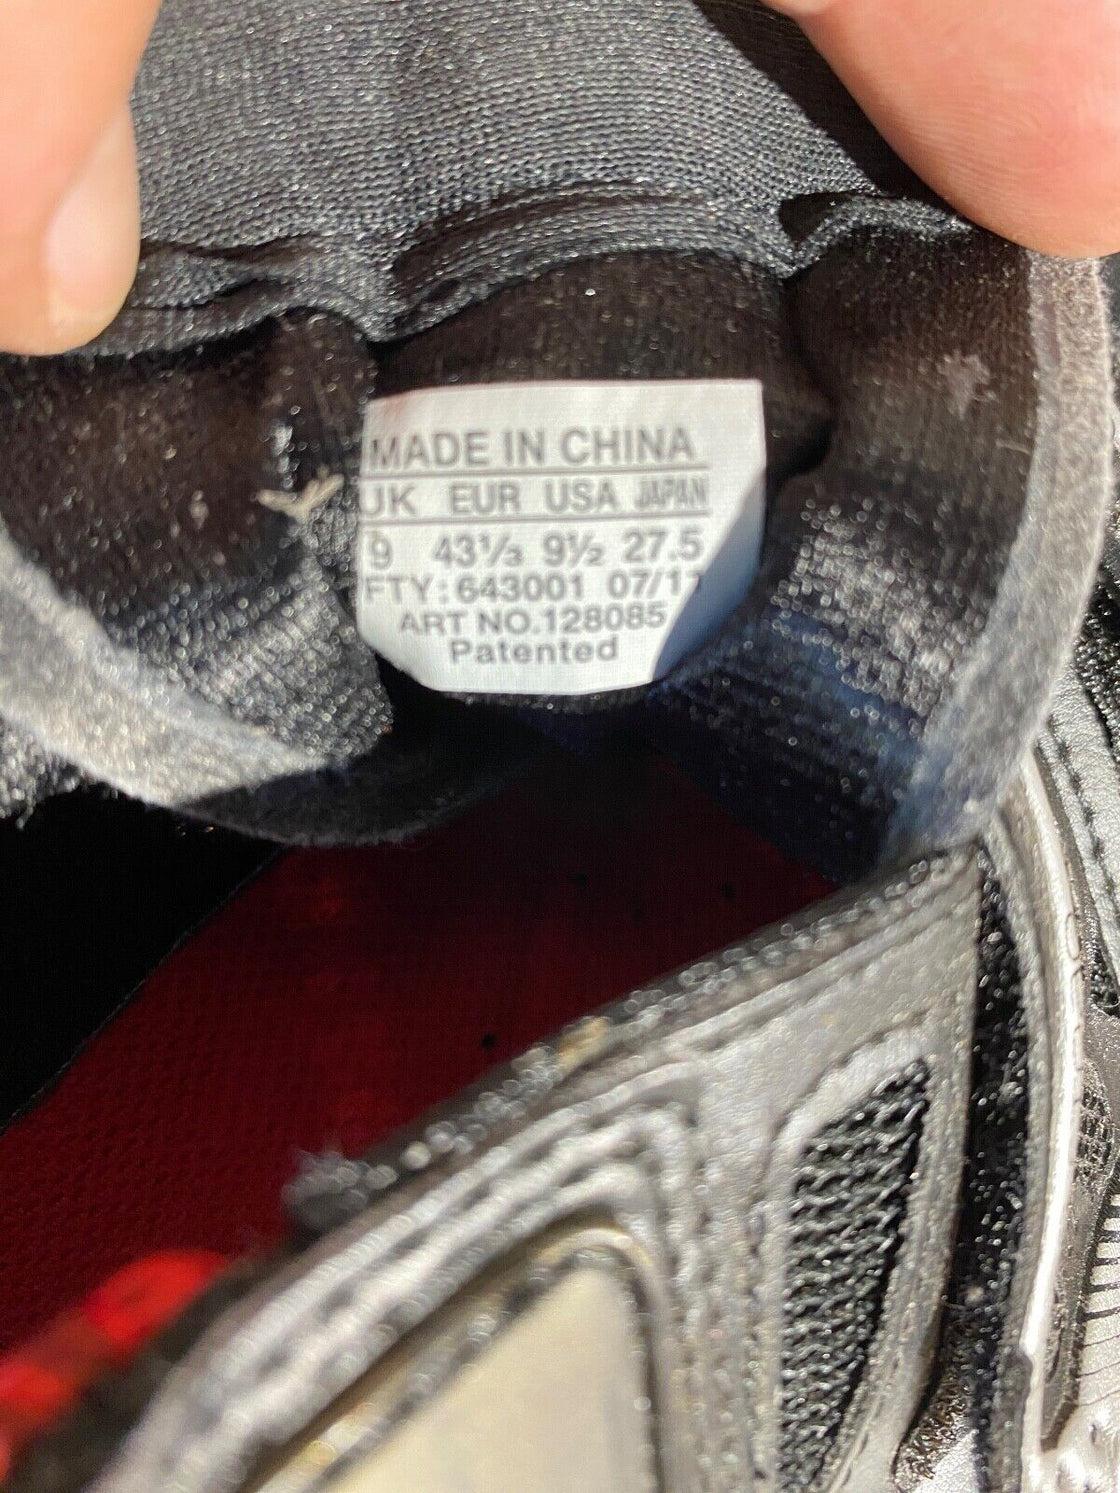 MADE IN CHINA
UK EUR USA JAPAN
9 43⅓ 9½ 27.5
FTY: 643001 07/11
ART NO.128085
Patented